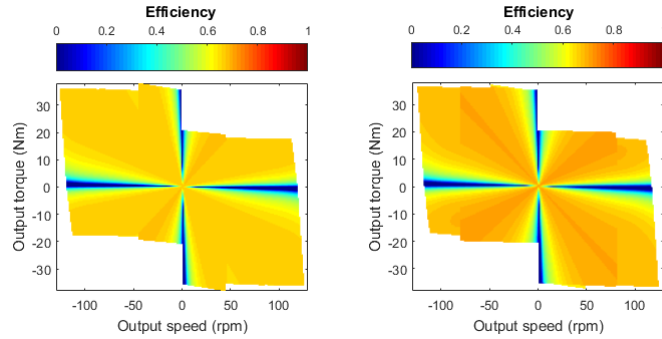 Efficiency
0 0.2 0.4 0.6 0.8 1
30
20
10
0
-10
-20
-30
Output torque (Nm)
-100 -50 0 50 100
Output speed (rpm)
Efficiency
0 0.2 0.4 0.6 0.8
30
20
10
0
-10
-20
-30
Output torque (Nm)
-100 -50 0 50 100
Output speed (rpm)